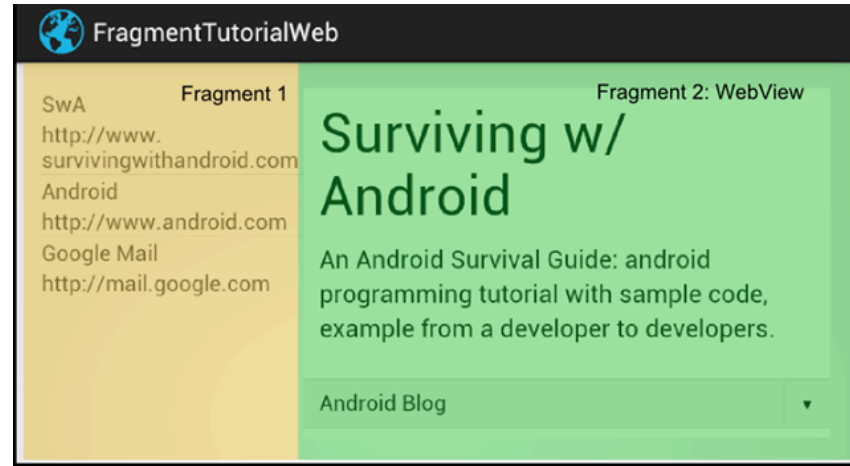 FragmentTutorialWeb
Fragment 1
SwA
http://www.
survivingwithandroid.com
Android
http://www.android.com
Google Mail
http://mail.google.com
Fragment 2: WebView
Surviving w/
Android
An Android Survival Guide: android
programming tutorial with sample code,
example from a developer to developers.
Android Blog